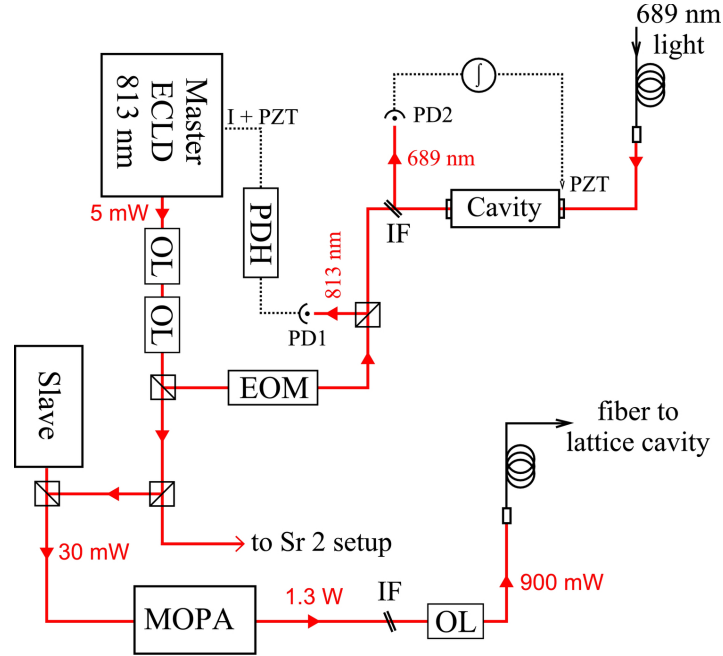 689 nm
light
Master
ECLD
813 nm
I + PZT
PD2
∫
689 nm
PZT
5 mW
PDH
Cavity
IF
OL
813 nm
OL
PD1
Slave
EOM
fiber to
lattice cavity
30 mW
to Sr 2 setup
1.3 W
IF
900 mW
MOPA
OL